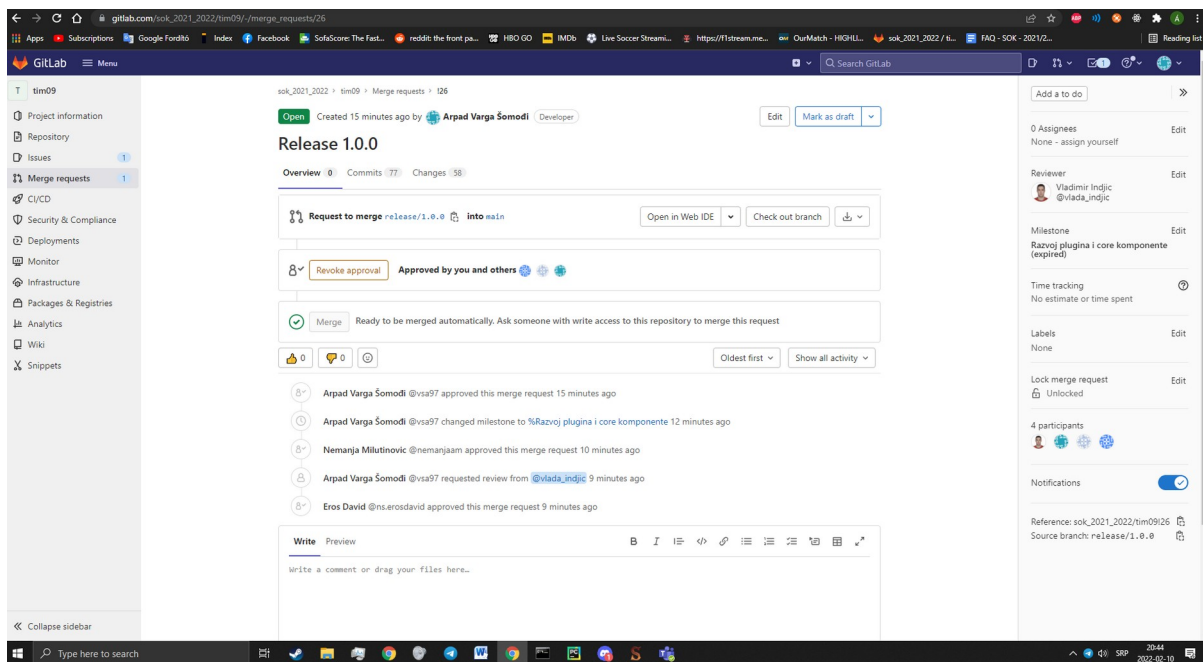 gitlab.com/sok_2021_2022/tim09/-/merge_requests/26
Apps Subscriptions Google Fordító Index Facebook SofaScore: The Fast... reddit: the front pa... HBO GO IMDb Live Soccer Streami... https://f1stream.me... OurMatch - HIGHLI... sok_2021_2022 / ti... FAQ - SOK - 2021/2... Reading list
GitLab Menu Search GitLab 1
T tim09
Project information
Repository
Issues 1
Merge requests 1
CI/CD
Security & Compliance
Deployments
Monitor
Infrastructure
Packages & Registries
Analytics
Wiki
Snippets
Collapse sidebar
sok_2021_2022 > tim09 > Merge requests > !26
Open Created 15 minutes ago by Arpad Varga Šomođi Developer Edit Mark as draft
Release 1.0.0
Overview 0 Commits 77 Changes 58
Request to merge release/1.0.0 into main Open in Web IDE Check out branch
Revoke approval Approved by you and others
Merge Ready to be merged automatically. Ask someone with write access to this repository to merge this request
0 0 Oldest first Show all activity
Arpad Varga Šomođi @vsa97 approved this merge request 15 minutes ago
Arpad Varga Šomođi @vsa97 changed milestone to %Razvoj plugina i core komponente 12 minutes ago
Nemanja Milutinovic @nemanjaam approved this merge request 10 minutes ago
Arpad Varga Šomođi @vsa97 requested review from @vlada_indjic 9 minutes ago
Eros David @ns.erosdavid approved this merge request 9 minutes ago
Write Preview
Write a comment or drag your files here…
Add a to do
0 Assignees Edit
None - assign yourself
Reviewer Edit
Vladimir Indjic
@vlada_indjic
Milestone Edit
Razvoj plugina i core komponente
(expired)
Time tracking
No estimate or time spent
Labels Edit
None
Lock merge request Edit
Unlocked
4 participants
Notifications
Reference: sok_2021_2022/tim09!26
Source branch: release/1.0.0
Type here to search SRP 20:44
2022-02-10